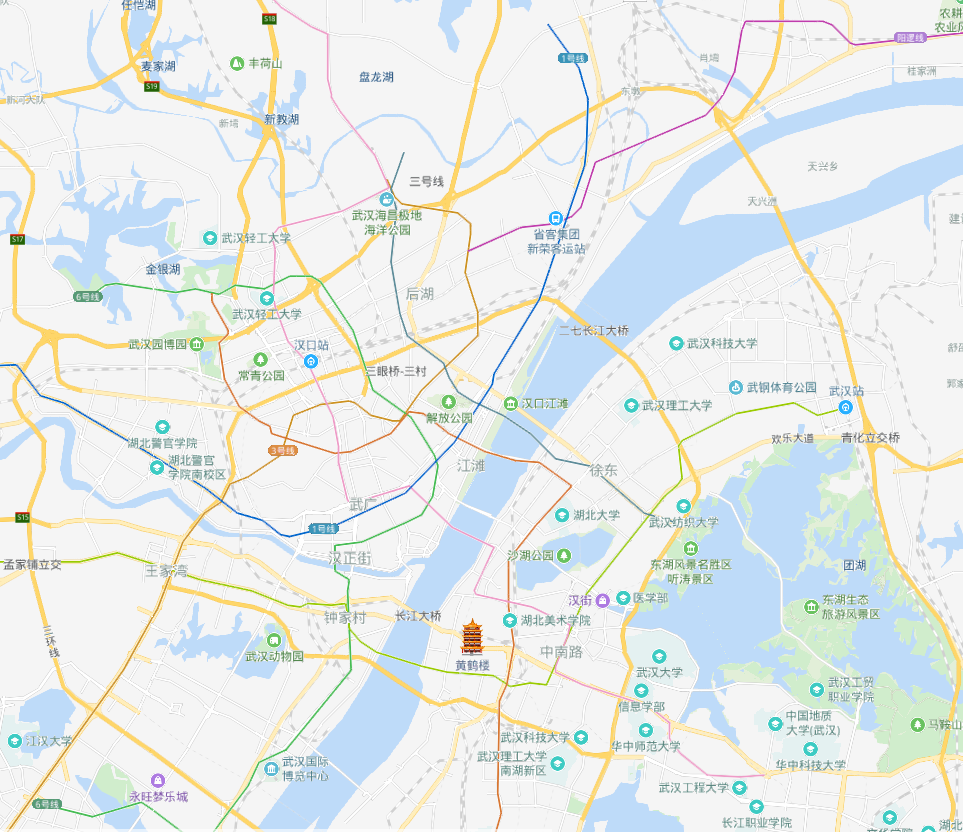 任恺湖
S18
农耕
农业风
1号线
阳逻线
麦家湖
丰荷山
盘龙湖
肖塆
桂家洲
S19
东敦
新河大队
新塆
新教湖
天兴乡
三号线
天兴洲
武汉海昌极地
海洋公园
省客集团
新荣客运站
建设
S17
武汉轻工大学
金银湖
6号线
后湖
武汉轻工大学
二七长江大桥
武汉园博园
汉口站
武汉科技大学
常青公园
三眼桥-三村
武钢体育公园
武汉站
郭家
解放公园
汉口江滩
武汉理工大学
湖北警官学院
欢乐大道
青化立交桥
3号线
湖北警官
学院南校区
江滩
徐东
武广
S15
湖北大学
武汉纺织大学
1号线
汉正街
沙湖公园
东湖风景名胜区
听涛景区
团湖
孟家铺立交
王家湾
汉街
医学部
东湖生态
旅游风景区
钟家村
长江大桥
湖北美术学院
三环线
武汉动物园
黄鹤楼
中南路
武汉大学
武汉工贸
职业学院
信息学部
中国地质
大学(武汉)
马鞍山
江汉大学
武汉科技大学
华中师范大学
武汉理工大学
南湖新区
华中科技大学
武汉国际
博览中心
永旺梦乐城
武汉工程大学
6号线
长江职业学院
湖北